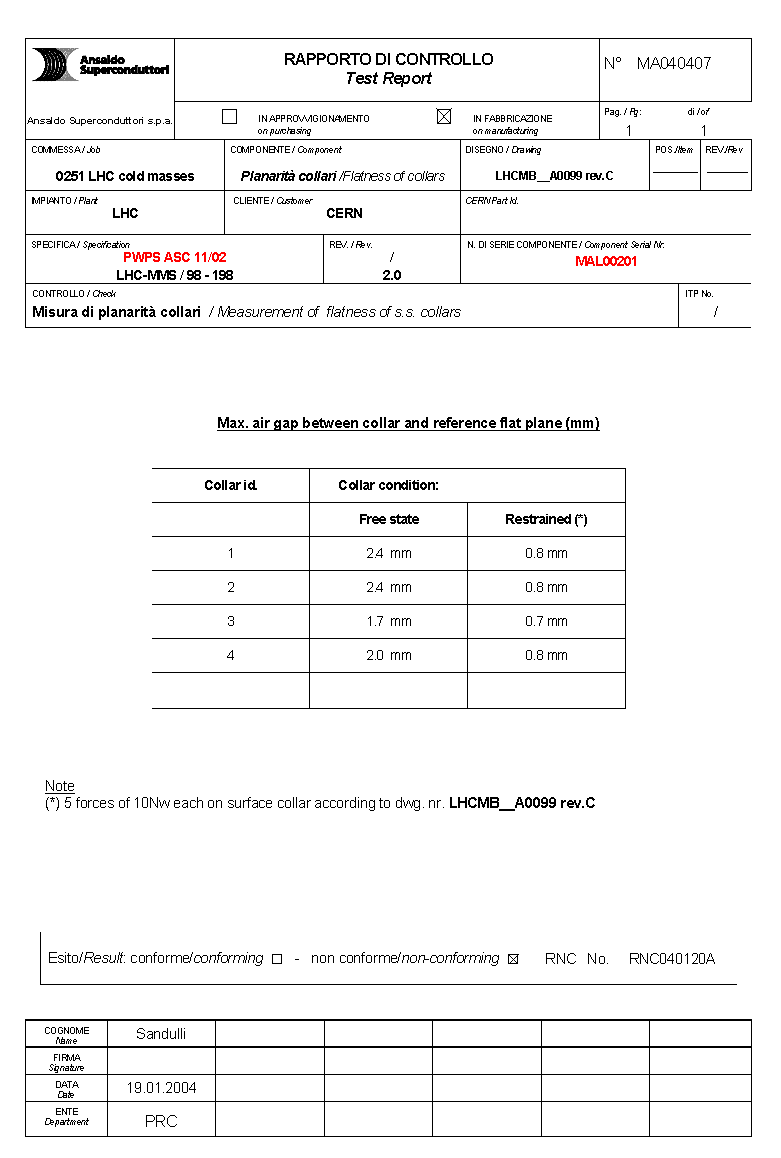 Ansaldo
Superconduttori
Ansaldo Superconduttori s.p.a.
RAPPORTO DI CONTROLLO
Test Report
N° MA040407
IN APPROVVIGIONAMENTO
on purchasing
IN FABBRICAZIONE
on manufacturing
Pag. / Pg: di / of
1 1
COMMESSA / Job
0251 LHC cold masses
COMPONENTE / Component
Planarità collari /Flatness of collars
DISEGNO / Drawing
LHCMB__A0099 rev.C
POS./Item
REV./Rev
IMPIANTO / Plant
LHC
CLIENTE / Customer
CERN
CERN Part Id.
SPECIFICA / Specification
PWPS ASC 11/02
LHC-MMS / 98 - 198
REV. / Rev.
/
2.0
N. DI SERIE COMPONENTE / Component Serial Nr.
MAL00201
CONTROLLO / Check
Misura di planarità collari / Measurement of flatness of s.s. collars
ITP No.
/
Max. air gap between collar and reference flat plane (mm)
Collar id. Collar condition:
Free state Restrained (*)
1 2.4 mm 0.8 mm
2 2.4 mm 0.8 mm
3 1.7 mm 0.7 mm
4 2.0 mm 0.8 mm
Note
(*) 5 forces of 10Nw each on surface collar according to dwg. nr. LHCMB__A0099 rev.C
Esito/Result: conforme/conforming - non conforme/non-conforming RNC No. RNC040120A
COGNOME
Name
Sandulli
FIRMA
Signature
DATA
Date
19.01.2004
ENTE
Department
PRC